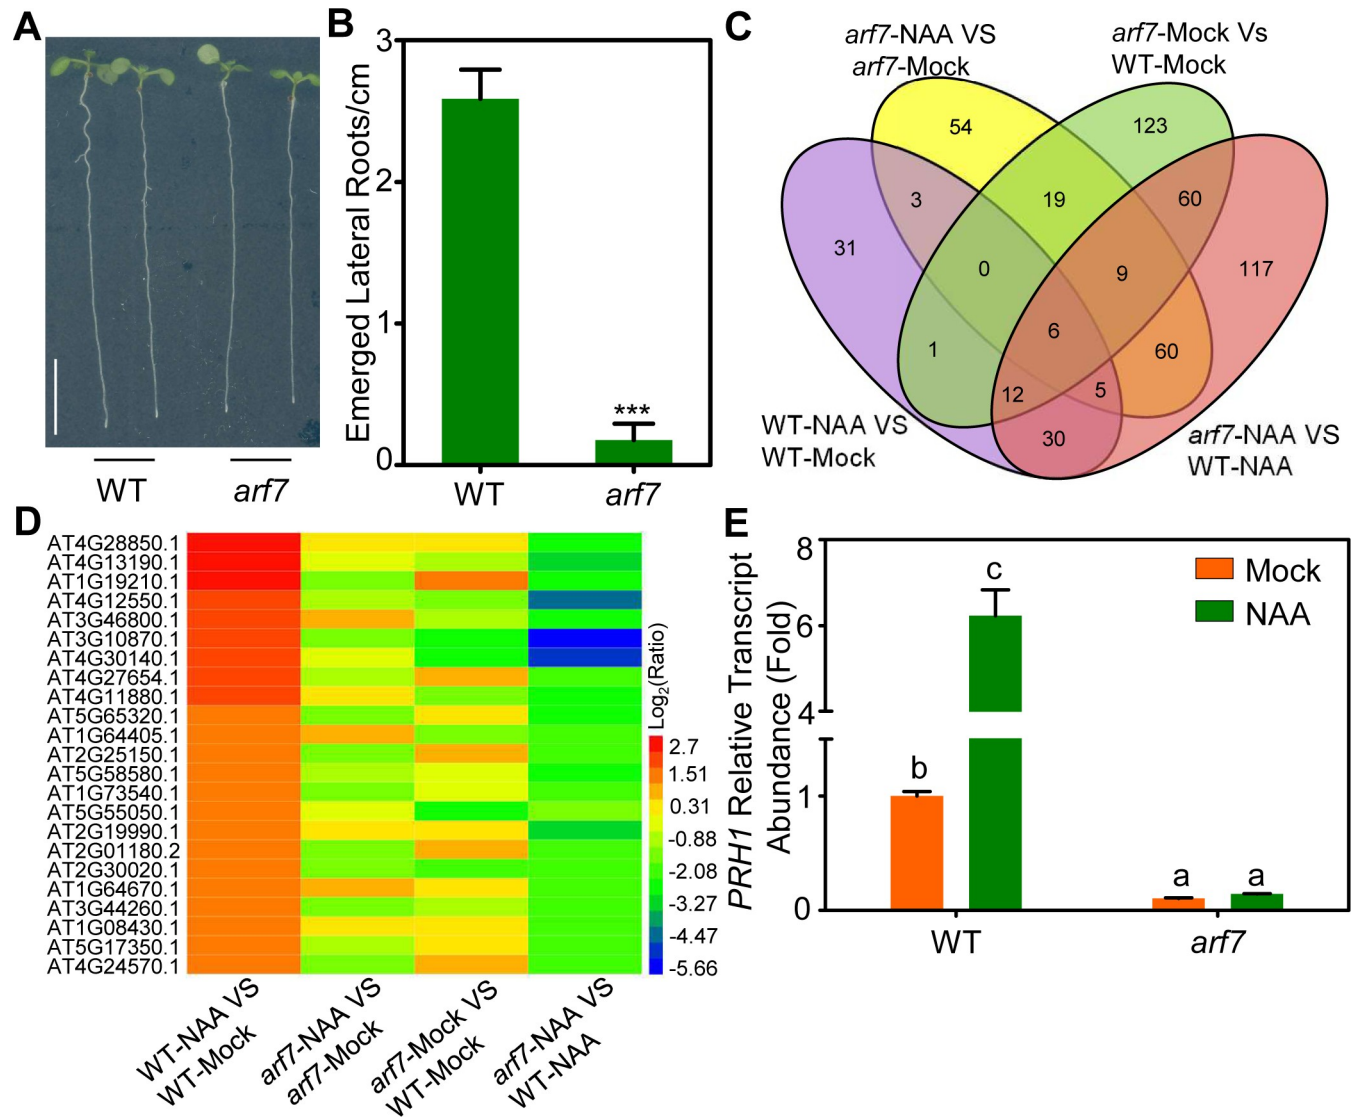 A
WT
arf7
B
Emerged Lateral Roots/cm
3
2
1
0
***
WT
arf7
C
arf7-NAA VS
arf7-Mock
arf7-Mock Vs
WT-Mock
54
123
3
19
60
31
0
9
117
6
1
60
12
5
30
WT-NAA VS
WT-Mock
arf7-NAA VS
WT-NAA
D
AT4G28850.1
AT4G13190.1
AT1G19210.1
AT4G12550.1
AT3G46800.1
AT3G10870.1
AT4G30140.1
AT4G27654.1
AT4G11880.1
AT5G65320.1
AT1G64405.1
AT2G25150.1
AT5G58580.1
AT1G73540.1
AT5G55050.1
AT2G19990.1
AT2G01180.2
AT2G30020.1
AT1G64670.1
AT3G44260.1
AT1G08430.1
AT5G17350.1
AT4G24570.1
WT-NAA VS
WT-Mock
arf7-NAA VS
arf7-Mock
arf7-Mock VS
WT-Mock
arf7-NAA VS
WT-NAA
Log2(Ratio)
2.7
1.51
0.31
-0.88
-2.08
-3.27
-4.47
-5.66
E
PRH1 Relative Transcript
Abundance (Fold)
8
6
4
1
0
Mock
NAA
b
c
a
a
WT
arf7